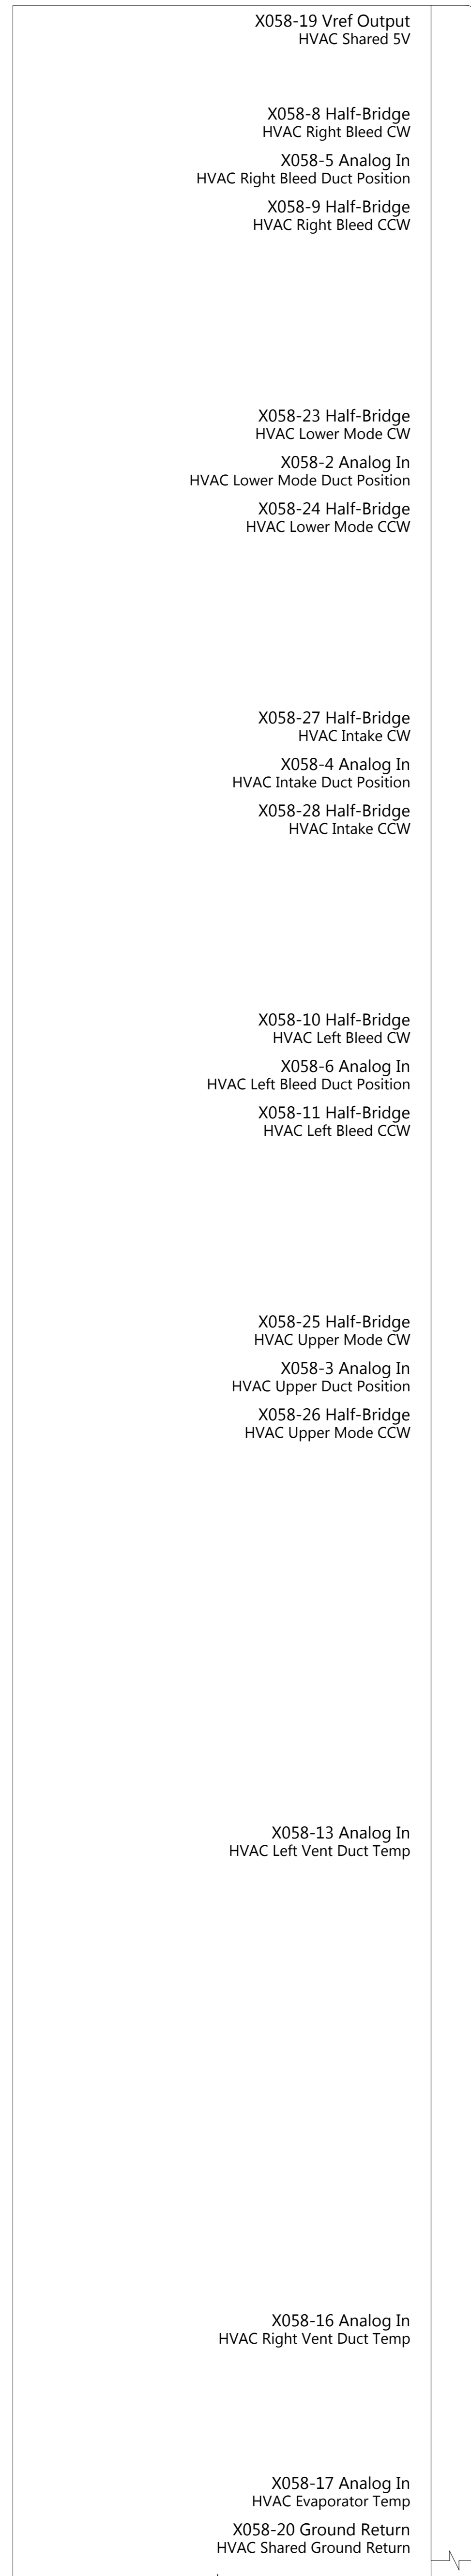 X058-19 Vref Output
HVAC Shared 5V
X058-8 Half-Bridge
HVAC Right Bleed CW
X058-5 Analog In
HVAC Right Bleed Duct Position
X058-9 Half-Bridge
HVAC Right Bleed CCW
X058-23 Half-Bridge
HVAC Lower Mode CW
X058-2 Analog In
HVAC Lower Mode Duct Position
X058-24 Half-Bridge
HVAC Lower Mode CCW
X058-27 Half-Bridge
HVAC Intake CW
X058-4 Analog In
HVAC Intake Duct Position
X058-28 Half-Bridge
HVAC Intake CCW
X058-10 Half-Bridge
HVAC Left Bleed CW
X058-6 Analog In
HVAC Left Bleed Duct Position
X058-11 Half-Bridge
HVAC Left Bleed CCW
X058-25 Half-Bridge
HVAC Upper Mode CW
X058-3 Analog In
HVAC Upper Duct Position
X058-26 Half-Bridge
HVAC Upper Mode CCW
X058-13 Analog In
HVAC Left Vent Duct Temp
X058-16 Analog In
HVAC Right Vent Duct Temp
X058-17 Analog In
HVAC Evaporator Temp
X058-20 Ground Return
HVAC Shared Ground Return